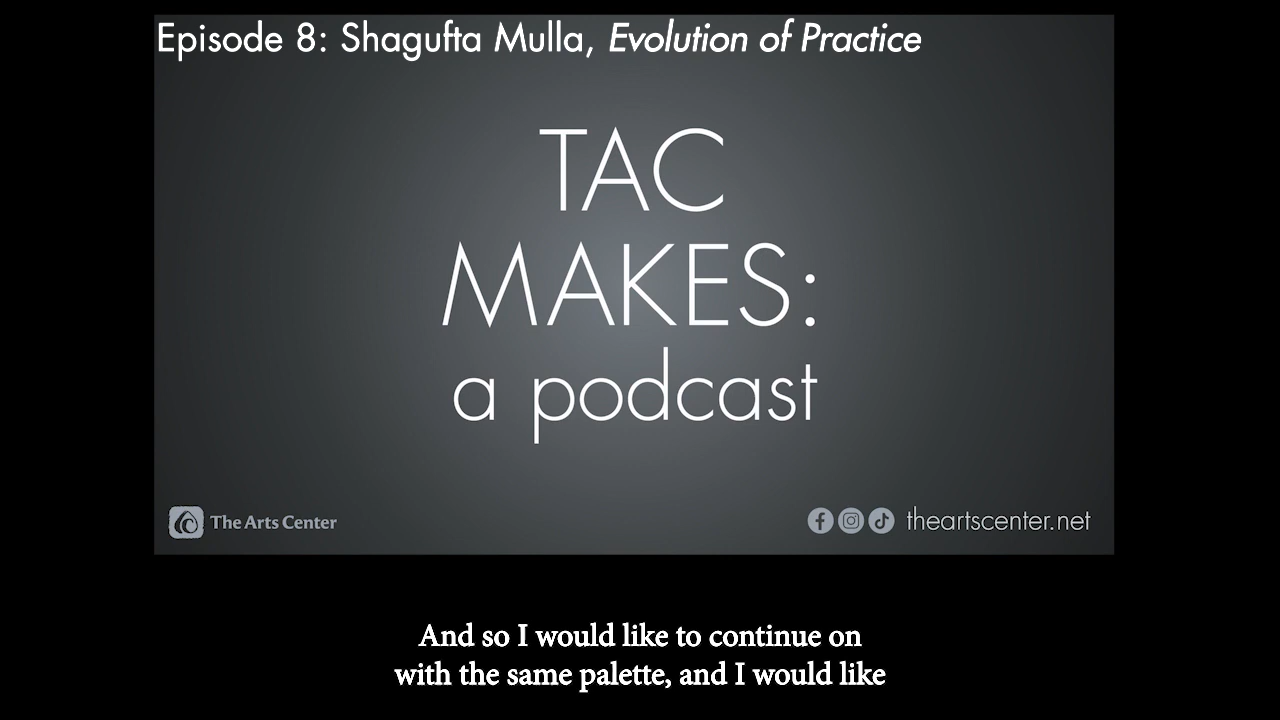 Episode 8: Shagufta Mulla, Evolution of Practice
TAC
MAKES:
a podcast
The Arts Center
theartscenter.net
And so I would like to continue on
with the same palette, and I would like